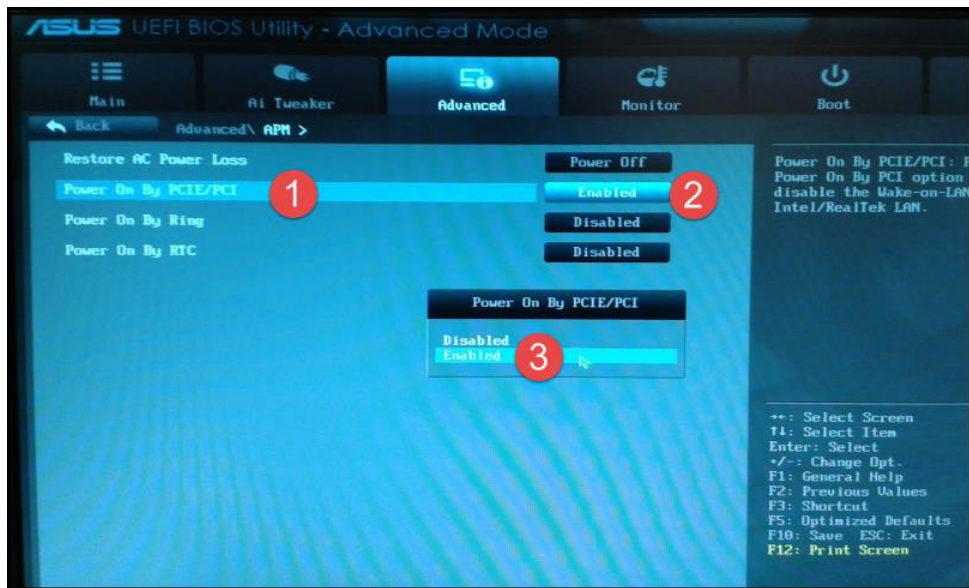 ASUS UEFI BIOS Utility - Advanced Mode
Main
Ai Tweaker
Advanced
Monitor
Boot
Back
Advanced\ APM >
Restore AC Power Loss
Power Off
Power On By PCIE/PCI
1
Enabled
2
Power On By Ring
Disabled
Power On By RTC
Disabled
Power On By PCIE/PCI
Disabled
Enabled
3
Power On By PCIE/PCI:
Power On By PCI option
disable the Wake-on-LAN
Intel/RealTek LAN.
→←: Select Screen
↑↓: Select Item
Enter: Select
+/-: Change Opt.
F1: General Help
F2: Previous Values
F3: Shortcut
F5: Optimized Defaults
F10: Save ESC: Exit
F12: Print Screen